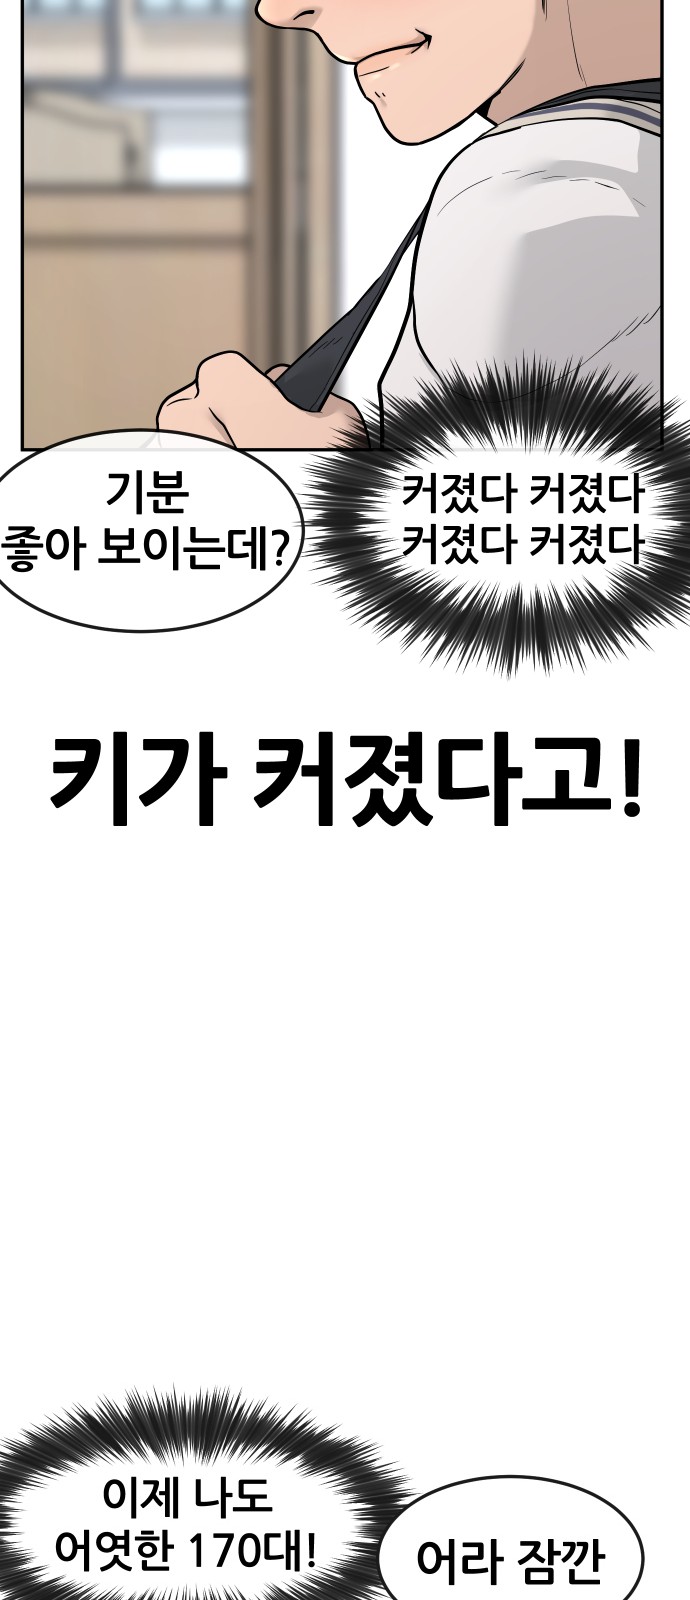 기분
좋아 보이는데?
커졌다 커졌다
커졌다 커졌다
키가 커졌다고!
이제 나도
어엿한 170대!
어라 잠깐